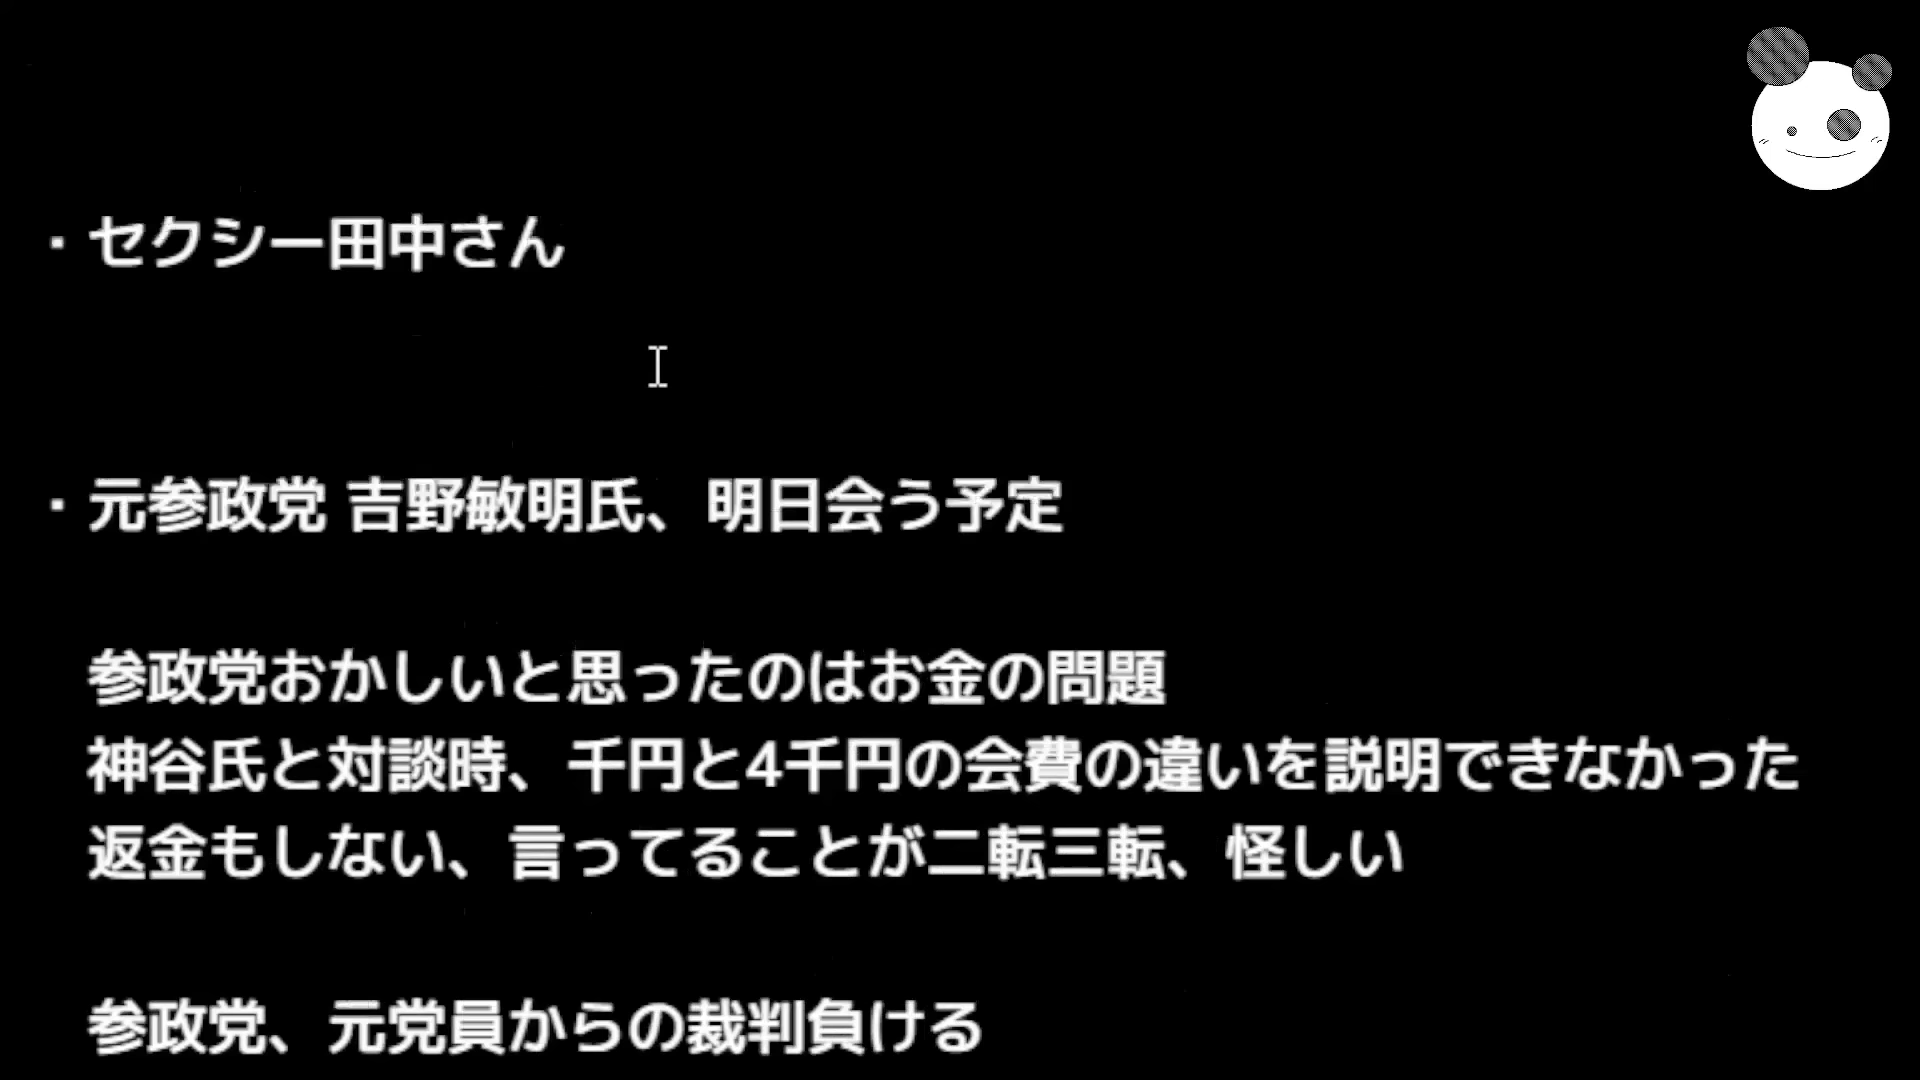 ・セクシー田中さん
・元参政党 吉野敏明氏、明日会う予定
参政党おかしいと思ったのはお金の問題
神谷氏と対談時、千円と4千円の会費の違いを説明できなかった
返金もしない、言ってることが二転三転、怪しい
参政党、元党員からの裁判負ける